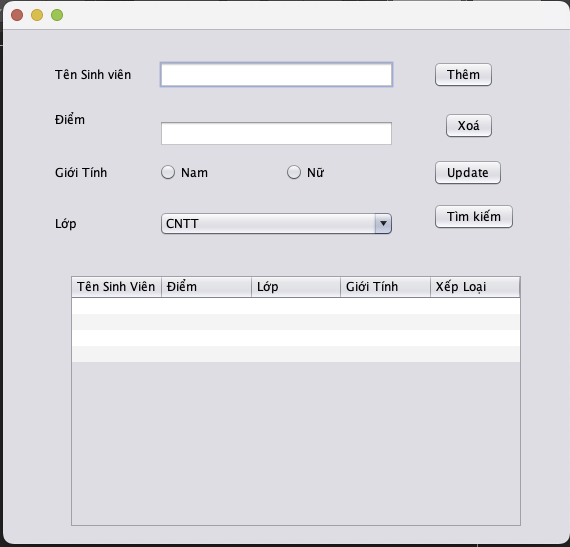 Tên Sinh viên Thêm
Điểm Xoá
Giới Tính Nam Nữ Update
Lớp CNTT Tìm kiếm
Tên Sinh Viên Điểm Lớp Giới Tính Xếp Loại